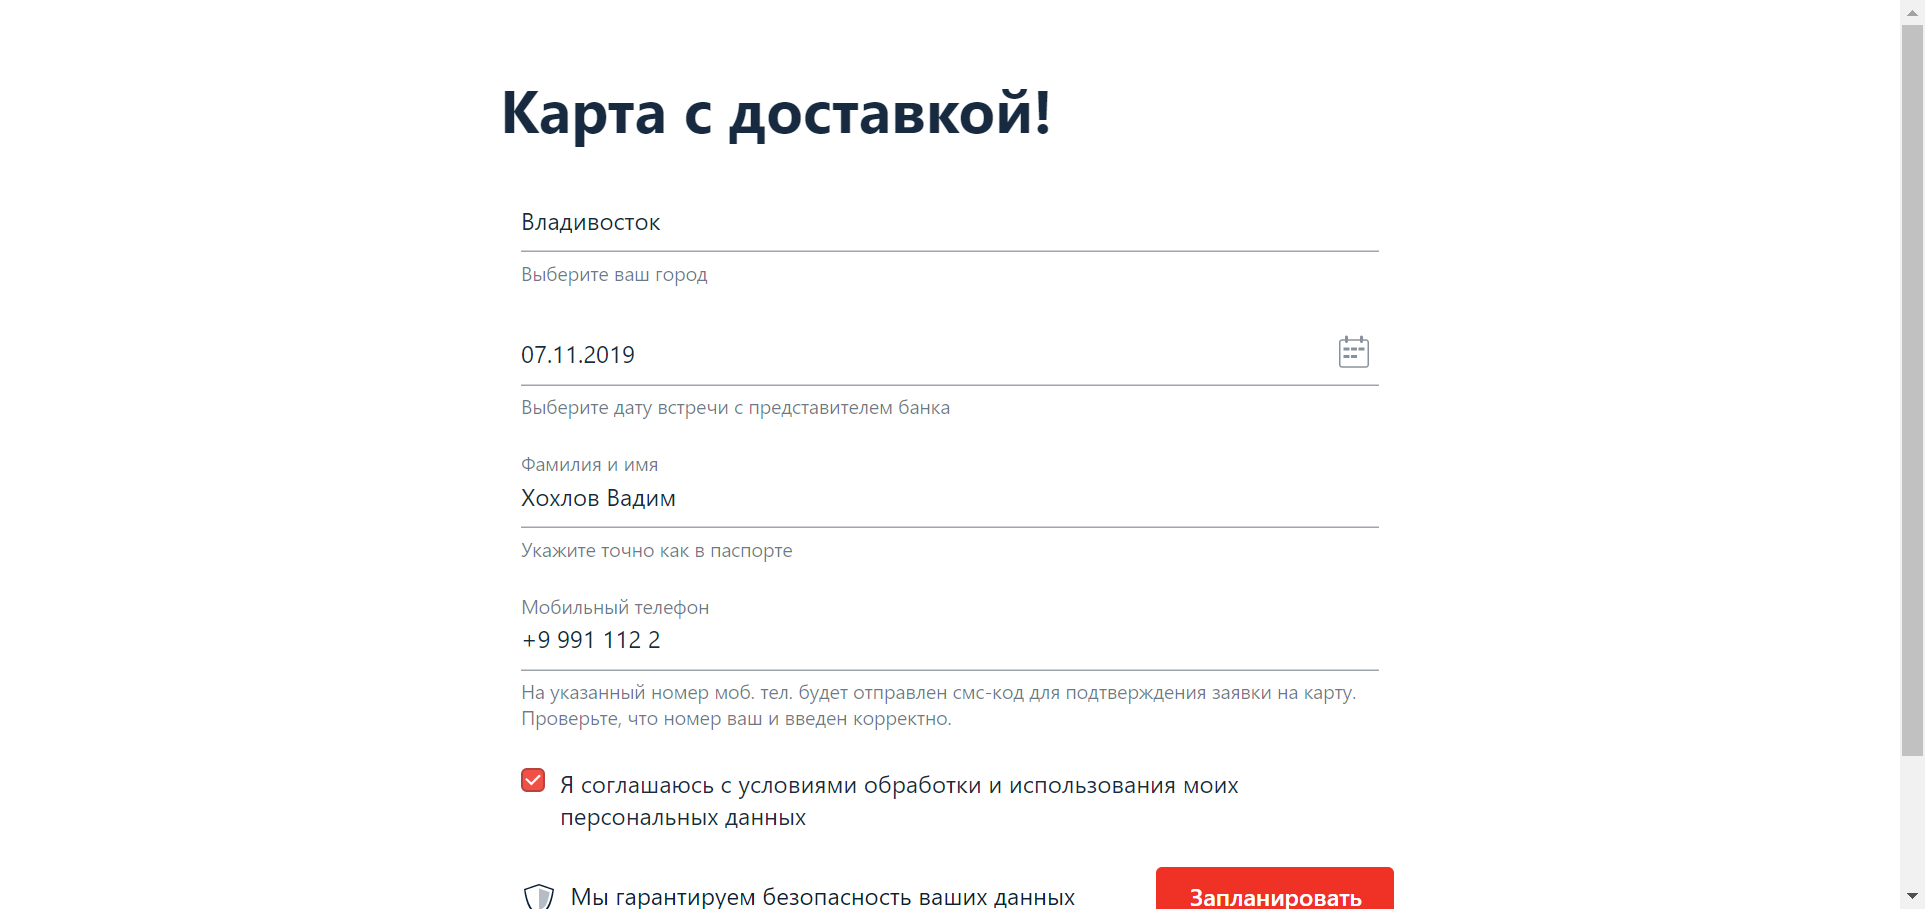 Карта с доставкой!
Владивосток
Выберите ваш город
07.11.2019
Выберите дату встречи с представителем банка
Фамилия и имя
Хохлов Вадим
Укажите точно как в паспорте
Мобильный телефон
+9 991 112 2
На указанный номер моб. тел. будет отправлен смс-код для подтверждения заявки на карту.
Проверьте, что номер ваш и введен корректно.
Я соглашаюсь с условиями обработки и использования моих
персональных данных
Мы гарантируем безопасность ваших данных
Запланировать